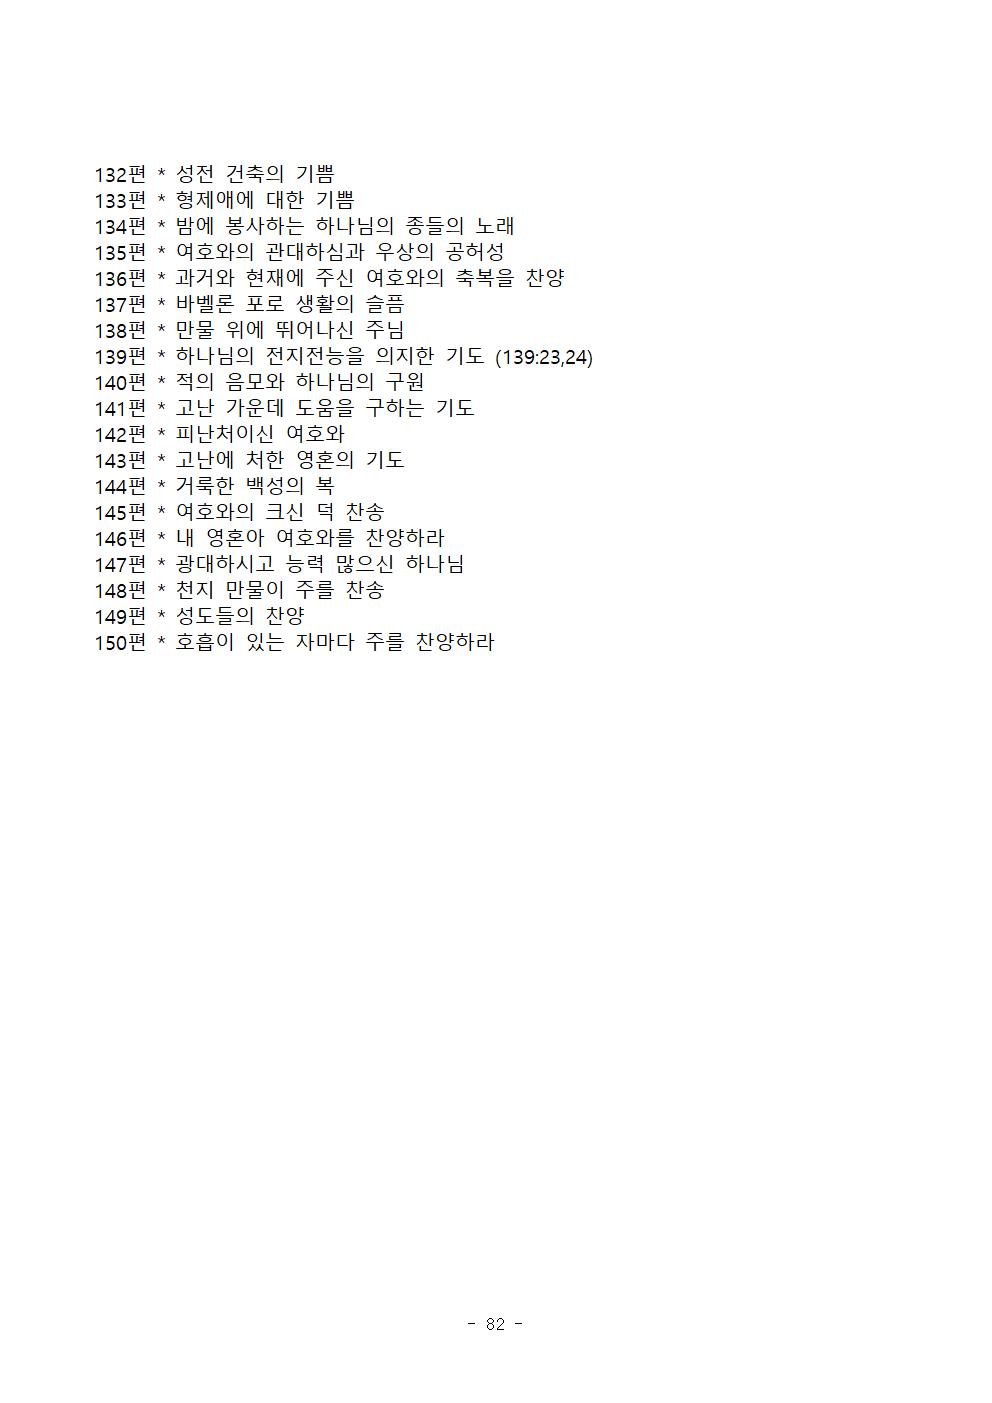 132편 * 성전 건축의 기쁨
133편 * 형제애에 대한 기쁨
134편 * 밤에 봉사하는 하나님의 종들의 노래
135편 * 여호와의 관대하심과 우상의 공허성
136편 * 과거와 현재에 주신 여호와의 축복을 찬양
137편 * 바벨론 포로 생활의 슬픔
138편 * 만물 위에 뛰어나신 주님
139편 * 하나님의 전지전능을 의지한 기도 (139:23,24)
140편 * 적의 음모와 하나님의 구원
141편 * 고난 가운데 도움을 구하는 기도
142편 * 피난처이신 여호와
143편 * 고난에 처한 영혼의 기도
144편 * 거룩한 백성의 복
145편 * 여호와의 크신 덕 찬송
146편 * 내 영혼아 여호와를 찬양하라
147편 * 광대하시고 능력 많으신 하나님
148편 * 천지 만물이 주를 찬송
149편 * 성도들의 찬양
150편 * 호흡이 있는 자마다 주를 찬양하라
- 82 -